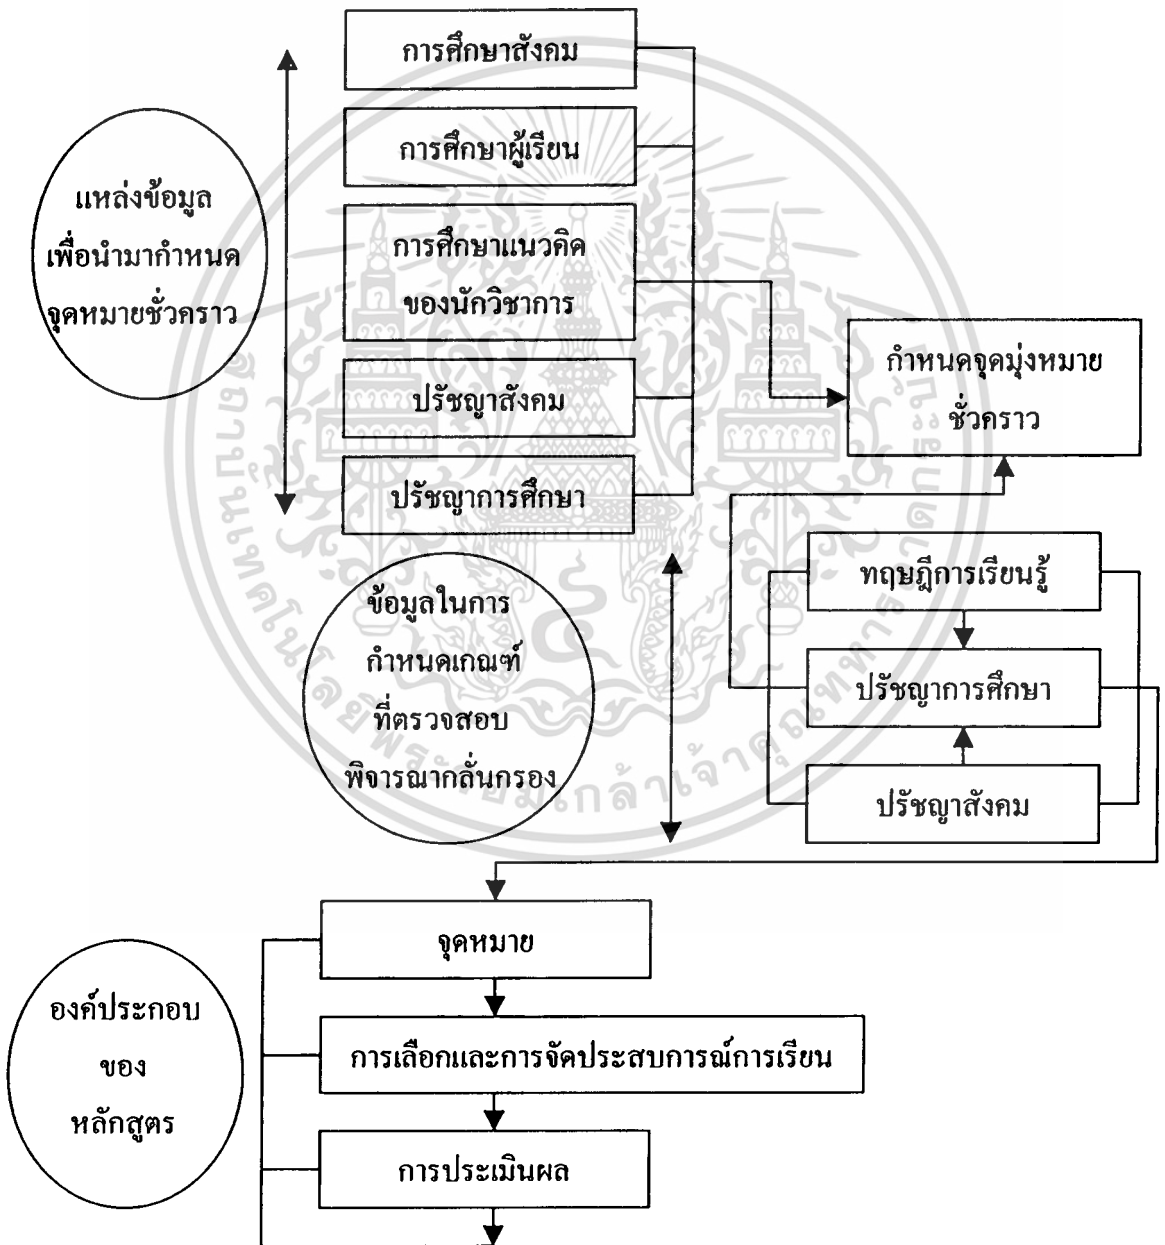 การศึกษาสังคม
การศึกษาผู้เรียน
แหล่งข้อมูล
เพื่อนำมากำหนด
จุดหมายชั่วคราว
การศึกษาแนวคิด
ของนักวิชาการ
ปรัชญาสังคม
ปรัชญาการศึกษา
กำหนดจุดมุ่งหมาย
ชั่วคราว
ข้อมูลในการ
กำหนดเกณฑ์
ที่ตรวจสอบ
พิจารณากลั่นกรอง
ทฤษฎีการเรียนรู้
ปรัชญาการศึกษา
ปรัชญาสังคม
จุดหมาย
องค์ประกอบ
ของ
หลักสูตร
การเลือกและการจัดประสบการณ์การเรียน
การประเมินผล